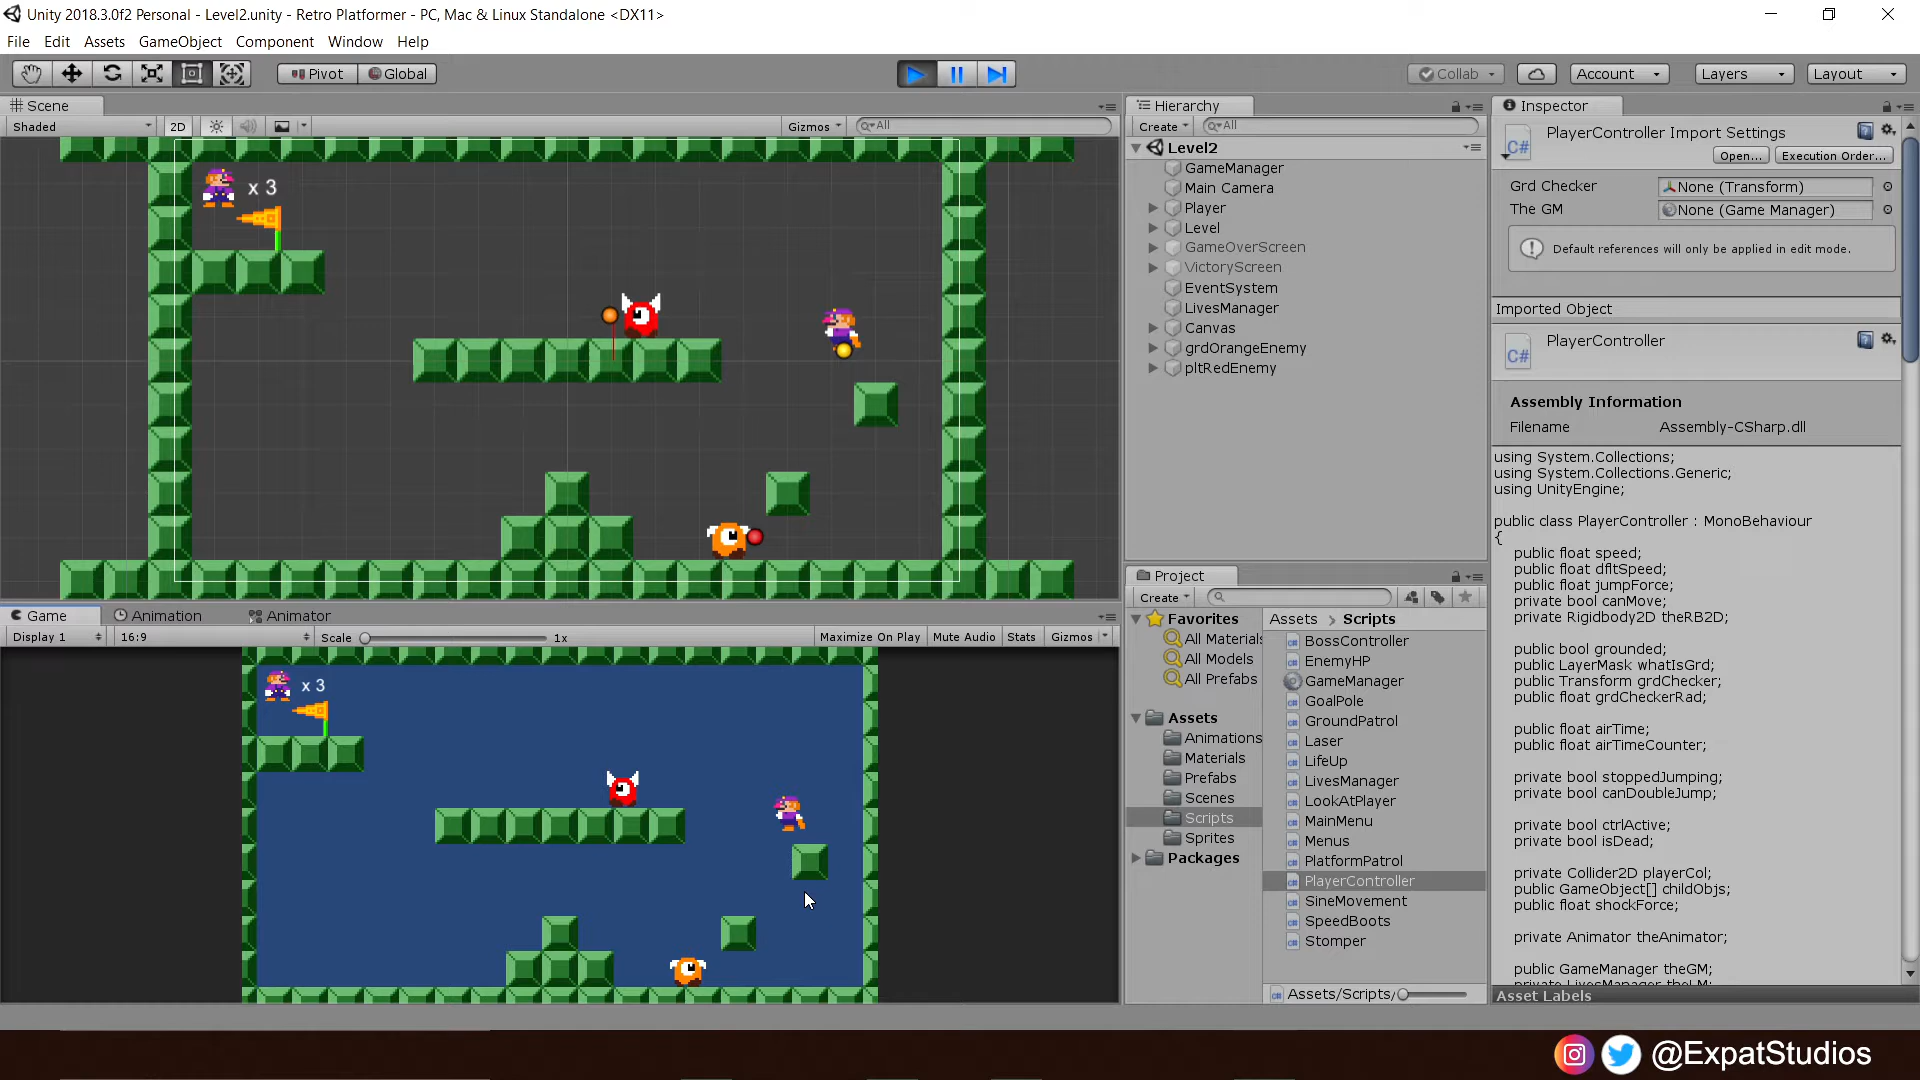 Unity 2018.3.0f2 Personal - Level2.unity - Retro Platformer - PC, Mac & Linux Standalone <DX11>
File Edit Assets GameObject Component Window Help
Pivot Global Collab Account Layers Layout
Scene
Shaded 2D Gizmos All
x 3
Game Animation Animator
Display 1 16:9 Scale 1x Maximize On Play Mute Audio Stats Gizmos
x 3
Hierarchy
Create All
Level2
GameManager
Main Camera
Player
Level
GameOverScreen
VictoryScreen
EventSystem
LivesManager
Canvas
grdOrangeEnemy
pltRedEnemy
Project
Create
Favorites
All Materials
All Models
All Prefabs
Assets
Animations
Materials
Prefabs
Scenes
Scripts
Sprites
Packages
Assets Scripts
BossController
EnemyHP
GameManager
GoalPole
GroundPatrol
Laser
LifeUp
LivesManager
LookAtPlayer
MainMenu
Menus
PlatformPatrol
PlayerController
SineMovement
SpeedBoots
Stomper
Assets/Scripts/
Inspector
PlayerController Import Settings
Open... Execution Order...
Grd Checker None (Transform)
The GM None (Game Manager)
Default references will only be applied in edit mode.
Imported Object
PlayerController
Assembly Information
Filename Assembly-CSharp.dll
using System.Collections;
using System.Collections.Generic;
using UnityEngine;
public class PlayerController : MonoBehaviour
{
public float speed;
public float dfltSpeed;
public float jumpForce;
private bool canMove;
private Rigidbody2D theRB2D;
public bool grounded;
public LayerMask whatIsGrd;
public Transform grdChecker;
public float grdCheckerRad;
public float airTime;
public float airTimeCounter;
private bool stoppedJumping;
private bool canDoubleJump;
private bool ctrlActive;
private bool isDead;
private Collider2D playerCol;
public GameObject[] childObjs;
public float shockForce;
private Animator theAnimator;
public GameManager theGM;
private LivesManager theLM;
Asset Labels
@ExpatStudios